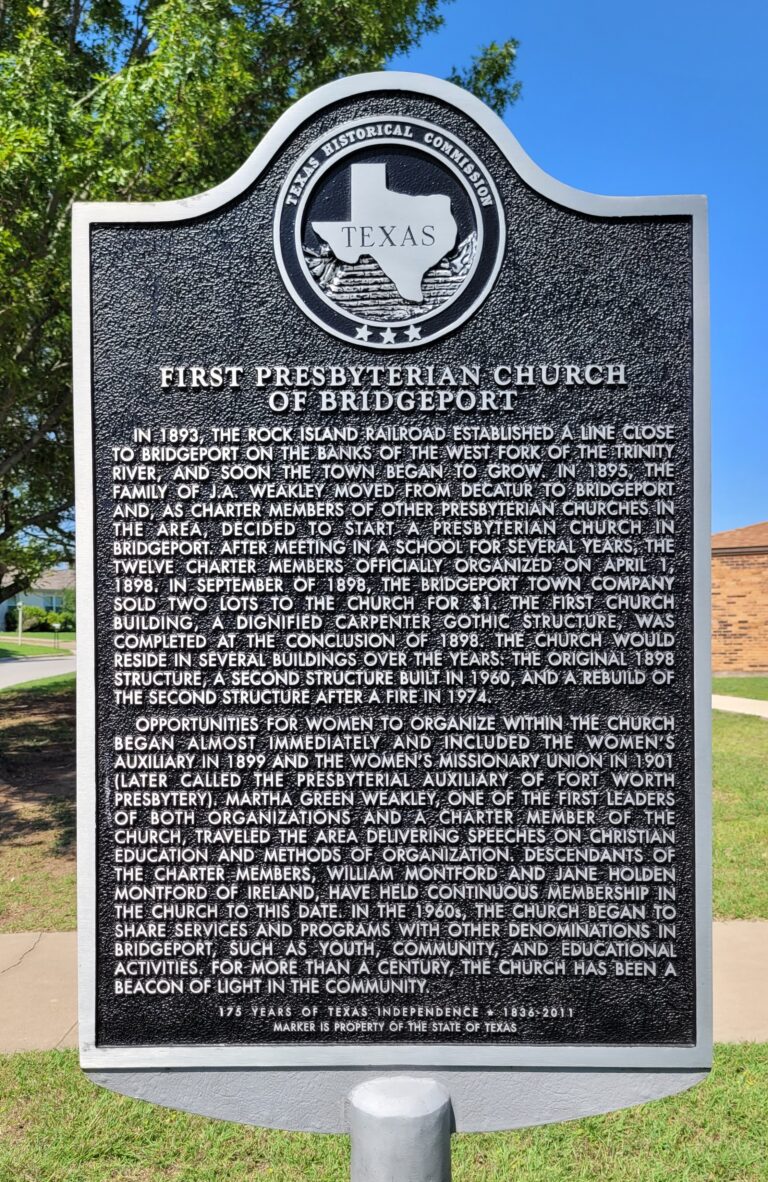 TEXAS HISTORICAL COMMISSION
TEXAS
FIRST PRESBYTERIAN CHURCH
OF BRIDGEPORT
IN 1893, THE ROCK ISLAND RAILROAD ESTABLISHED A LINE CLOSE
TO BRIDGEPORT ON THE BANKS OF THE WEST FORK OF THE TRINITY
RIVER, AND SOON THE TOWN BEGAN TO GROW. IN 1895, THE
FAMILY OF J.A. WEAKLEY MOVED FROM DECATUR TO BRIDGEPORT
AND, AS CHARTER MEMBERS OF OTHER PRESBYTERIAN CHURCHES IN
THE AREA, DECIDED TO START A PRESBYTERIAN CHURCH IN
BRIDGEPORT. AFTER MEETING IN A SCHOOL FOR SEVERAL YEARS, THE
TWELVE CHARTER MEMBERS OFFICIALLY ORGANIZED ON APRIL 1,
1898. IN SEPTEMBER OF 1898, THE BRIDGEPORT TOWN COMPANY
SOLD TWO LOTS TO THE CHURCH FOR $1. THE FIRST CHURCH
BUILDING, A DIGNIFIED CARPENTER GOTHIC STRUCTURE, WAS
COMPLETED AT THE CONCLUSION OF 1898. THE CHURCH WOULD
RESIDE IN SEVERAL BUILDINGS OVER THE YEARS: THE ORIGINAL 1898
STRUCTURE, A SECOND STRUCTURE BUILT IN 1960, AND A REBUILD OF
THE SECOND STRUCTURE AFTER A FIRE IN 1974.
OPPORTUNITIES FOR WOMEN TO ORGANIZE WITHIN THE CHURCH
BEGAN ALMOST IMMEDIATELY AND INCLUDED THE WOMEN'S
AUXILIARY IN 1899 AND THE WOMEN'S MISSIONARY UNION IN 1901
(LATER CALLED THE PRESBYTERIAL AUXILIARY OF FORT WORTH
PRESBYTERY). MARTHA GREEN WEAKLEY, ONE OF THE FIRST LEADERS
OF BOTH ORGANIZATIONS AND A CHARTER MEMBER OF THE
CHURCH, TRAVELED THE AREA DELIVERING SPEECHES ON CHRISTIAN
EDUCATION AND METHODS OF ORGANIZATION. DESCENDANTS OF
THE CHARTER MEMBERS, WILLIAM MONTFORD AND JANE HOLDEN
MONTFORD OF IRELAND, HAVE HELD CONTINUOUS MEMBERSHIP IN
THE CHURCH TO THIS DATE. IN THE 1960s, THE CHURCH BEGAN TO
SHARE SERVICES AND PROGRAMS WITH OTHER DENOMINATIONS IN
BRIDGEPORT, SUCH AS YOUTH, COMMUNITY, AND EDUCATIONAL
ACTIVITIES. FOR MORE THAN A CENTURY, THE CHURCH HAS BEEN A
BEACON OF LIGHT IN THE COMMUNITY.
175 YEARS OF TEXAS INDEPENDENCE ★ 1836-2011
MARKER IS PROPERTY OF THE STATE OF TEXAS